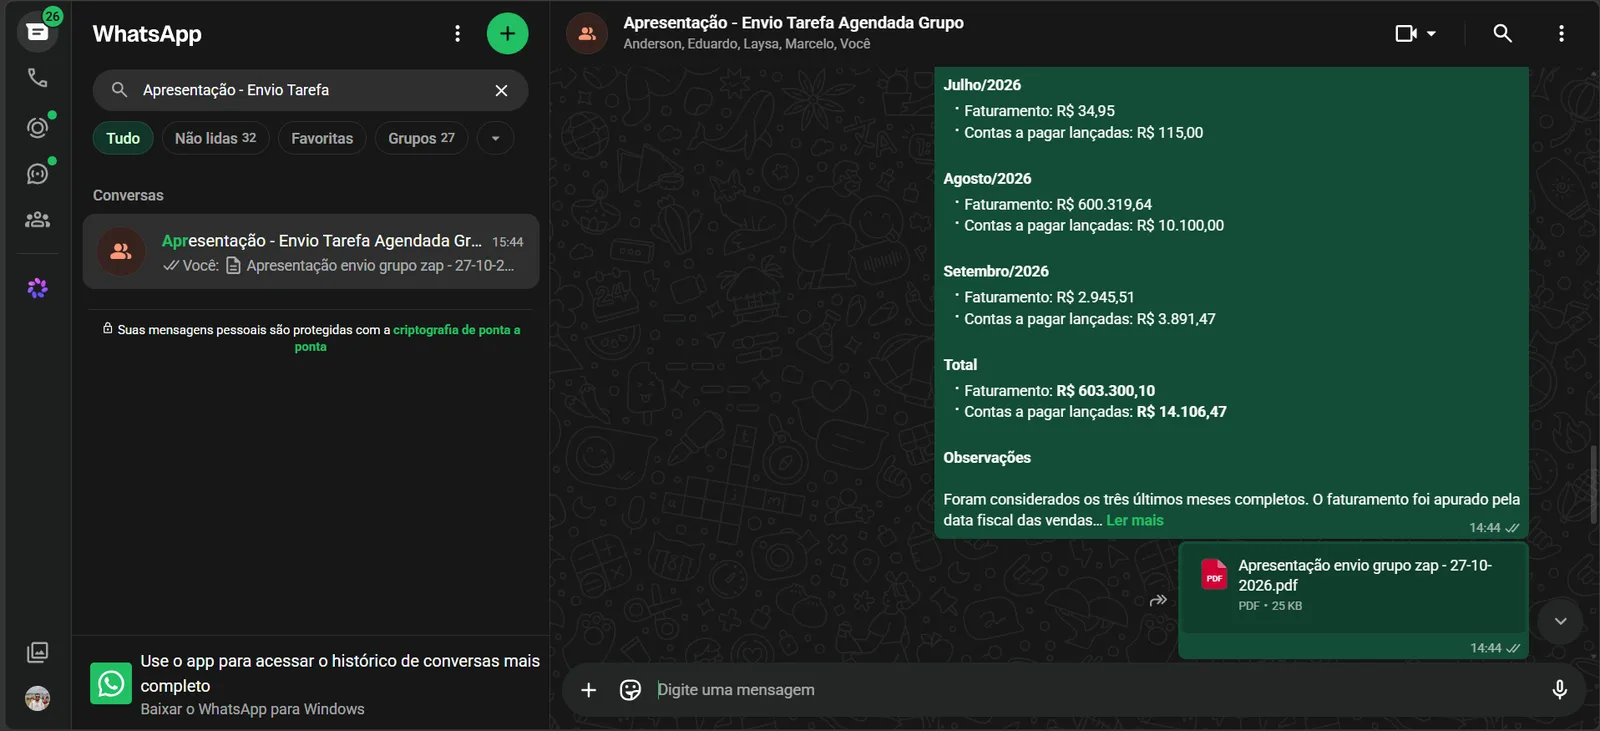 26
WhatsApp
Apresentação - Envio Tarefa
Tudo
Não lidas 32
Favoritas
Grupos 27
Conversas
Apresentação - Envio Tarefa Agendada Gr... 15:44
Você: Apresentação envio grupo zap - 27-10-2...
Suas mensagens pessoais são protegidas com a criptografia de ponta a
ponta
Use o app para acessar o histórico de conversas mais
completo
Baixar o WhatsApp para Windows
Apresentação - Envio Tarefa Agendada Grupo
Anderson, Eduardo, Laysa, Marcelo, Você
Julho/2026
· Faturamento: R$ 34,95
· Contas a pagar lançadas: R$ 115,00
Agosto/2026
· Faturamento: R$ 600.319,64
· Contas a pagar lançadas: R$ 10.100,00
Setembro/2026
· Faturamento: R$ 2.945,51
· Contas a pagar lançadas: R$ 3.891,47
Total
· Faturamento: R$ 603.300,10
· Contas a pagar lançadas: R$ 14.106,47
Observações
Foram considerados os três últimos meses completos. O faturamento foi apurado pela
data fiscal das vendas... Ler mais
14:44
PDF
Apresentação envio grupo zap - 27-10-
2026.pdf
PDF • 25 KB
14:44
Digite uma mensagem